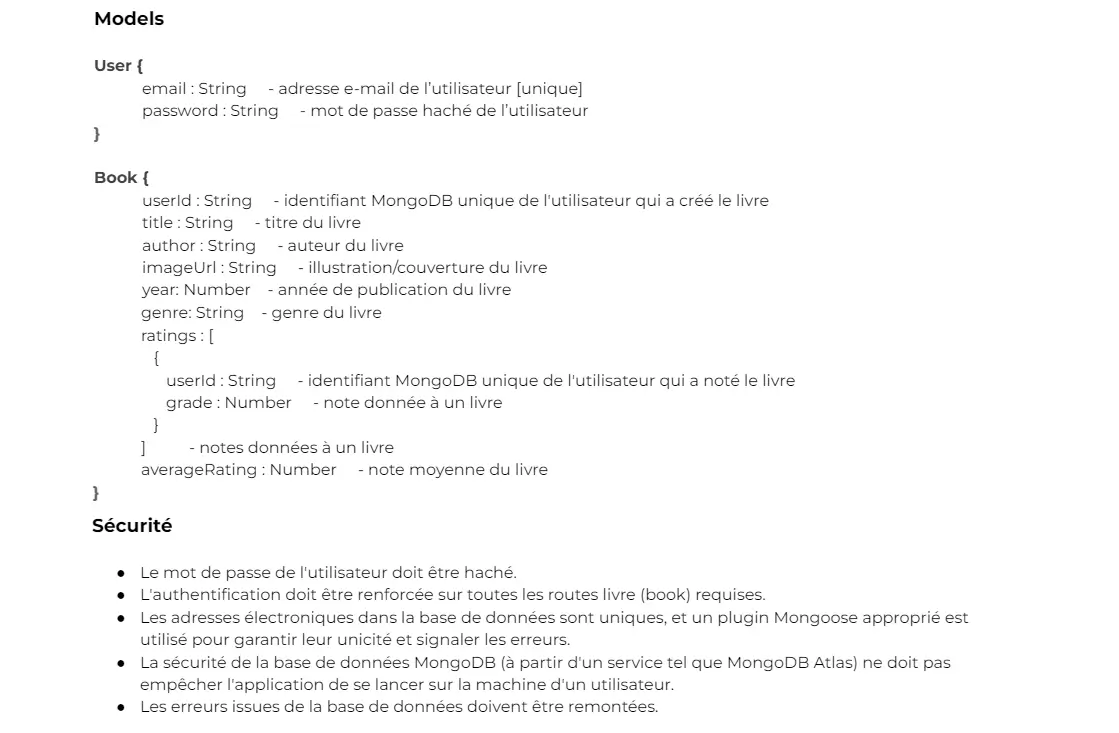 Models
User {
email : String - adresse e-mail de l’utilisateur [unique]
password : String - mot de passe haché de l’utilisateur
}
Book {
userId : String - identifiant MongoDB unique de l'utilisateur qui a créé le livre
title : String - titre du livre
author : String - auteur du livre
imageUrl : String - illustration/couverture du livre
year: Number - année de publication du livre
genre: String - genre du livre
ratings : [
{
userId : String - identifiant MongoDB unique de l'utilisateur qui a noté le livre
grade : Number - note donnée à un livre
}
] - notes données à un livre
averageRating : Number - note moyenne du livre
}
Sécurité
● Le mot de passe de l'utilisateur doit être haché.
● L'authentification doit être renforcée sur toutes les routes livre (book) requises.
● Les adresses électroniques dans la base de données sont uniques, et un plugin Mongoose approprié est
utilisé pour garantir leur unicité et signaler les erreurs.
● La sécurité de la base de données MongoDB (à partir d'un service tel que MongoDB Atlas) ne doit pas
empêcher l'application de se lancer sur la machine d'un utilisateur.
● Les erreurs issues de la base de données doivent être remontées.